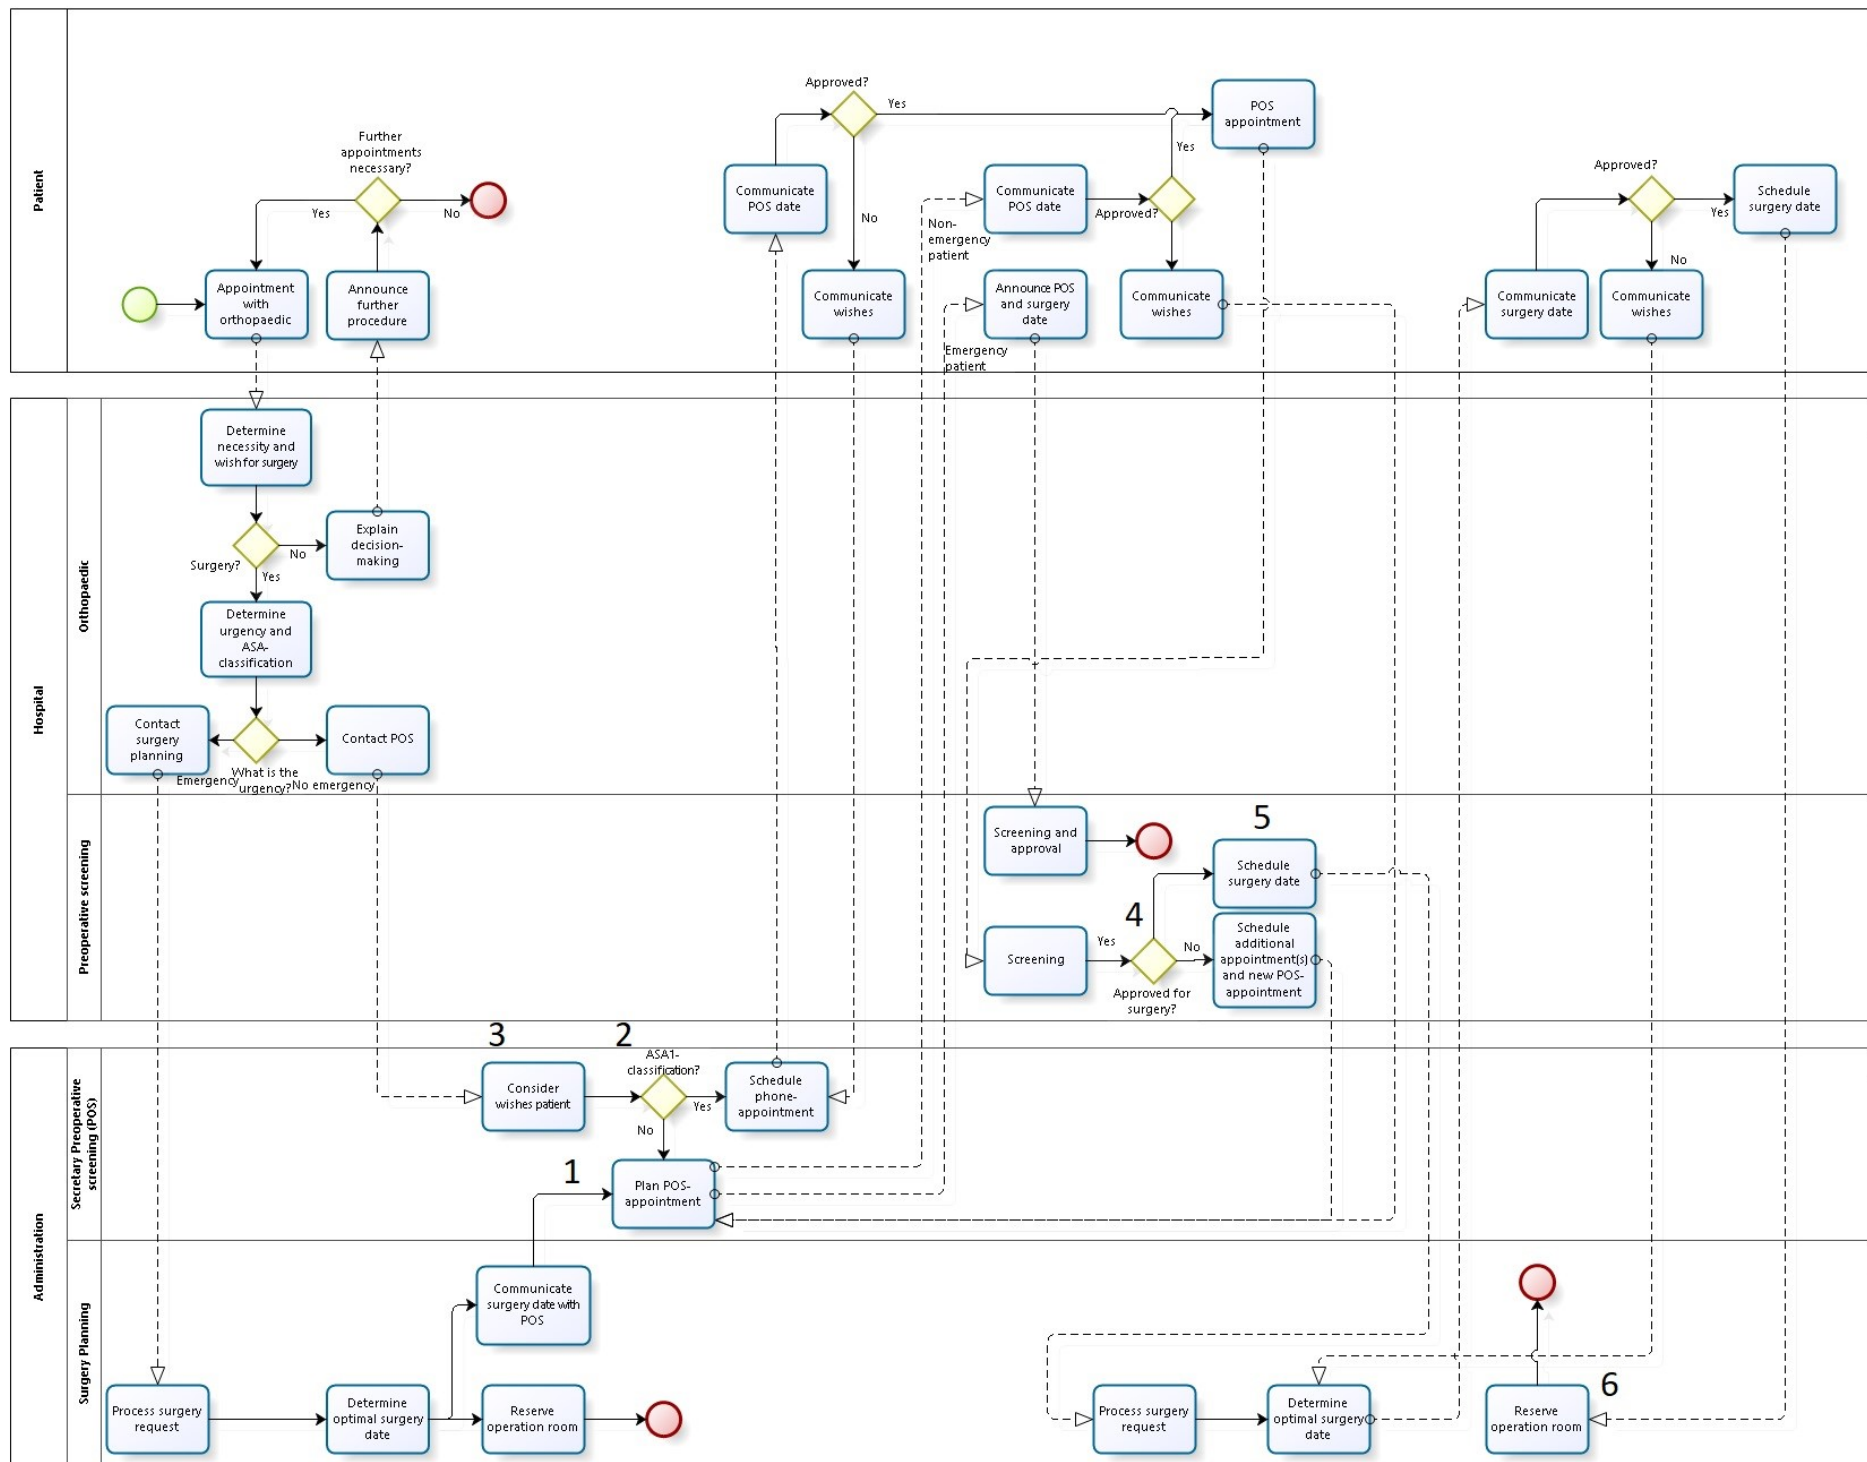 Patient
Further
appointments
necessary?
Yes
No
Appointment
with
orthopaedic
Announce
further
procedure
Approved?
Yes
No
Communicate
POS date
Communicate
wishes
POS
appointment
Communicate
POS date
Approved?
Yes
Non-
emergency
patient
Announce POS
and surgery
date
Emergency
patient
Communicate
wishes
Approved?
Yes
No
Schedule
surgery date
Communicate
surgery date
Communicate
wishes
Hospital
Orthopaedic
Determine
necessity and
wish for surgery
Surgery?
No
Yes
Explain
decision-
making
Determine
urgency and
ASA-
classification
Contact
surgery
planning
Contact POS
Emergency
What is the
urgency?
No emergency
Preoperative screening
Screening and
approval
5
Schedule
surgery date
4
Screening
Yes
No
Approved for
surgery?
Schedule
additional
appointment(s)
and new POS-
appointment
Administration
Secretary Preoperative
screening (POS)
3
2
ASA1-
classification?
Consider
wishes patient
Yes
No
Schedule
phone-
appointment
1
Plan POS-
appointment
Surgery Planning
Communicate
surgery date with
POS
Process surgery
request
Determine
optimal surgery
date
Reserve
operation room
Process surgery
request
Determine
optimal surgery
date
Reserve
operation room
6